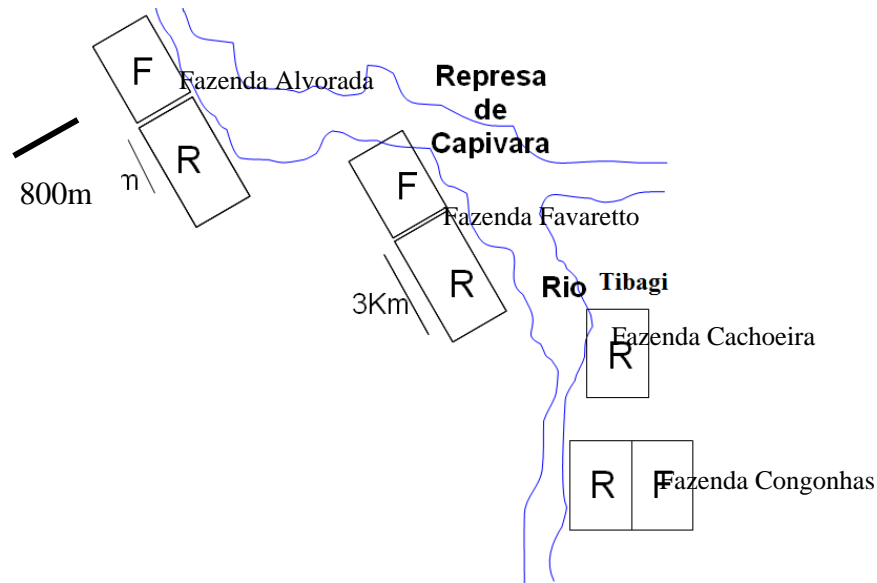 F
Fazenda Alvorada
R
800m
Represa
de
Capivara
F
Fazenda Favaretto
R
3Km
Rio Tibagi
Fazenda Cachoeira
R
R
F
Fazenda Congonhas